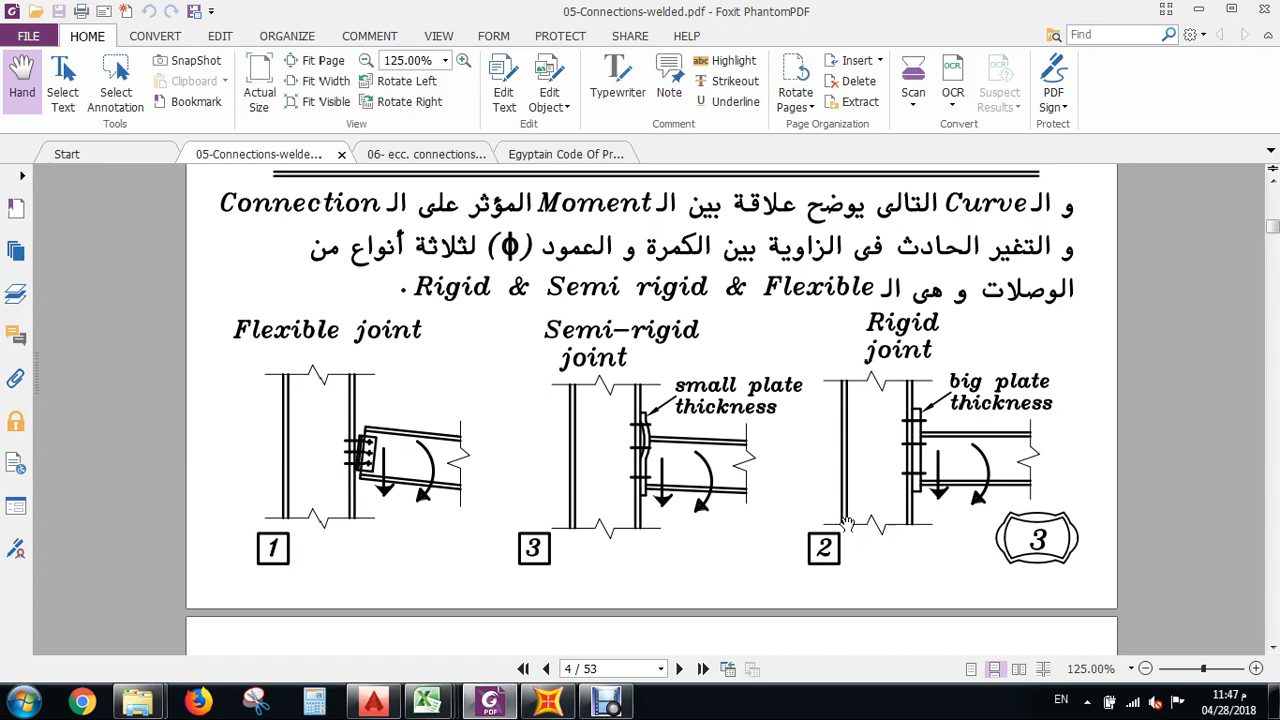 05-Connections-welded.pdf - Foxit PhantomPDF
FILE HOME CONVERT EDIT ORGANIZE COMMENT VIEW FORM PROTECT SHARE HELP Find
Hand
Select Text
Select Annotation
SnapShot
Clipboard
Bookmark
Tools
Actual Size
Fit Page
Fit Width
Fit Visible
125.00%
Rotate Left
Rotate Right
View
Edit Text
Edit Object
Edit
Typewriter
Note
Highlight
Strikeout
Underline
Comment
Rotate Pages
Insert
Delete
Extract
Page Organization
Scan
OCR
Suspect Results
Convert
PDF Sign
Protect
Start 05-Connections-welde... 06- ecc. connections... Egyptain Code Of Pr...
و الـ Curve التالى يوضح علاقة بين الـ Moment المؤثر على الـ Connection
و التغير الحادث فى الزاوية بين الكمرة و العمود (ϕ) لثلاثة أنواع من
الوصلات و هى الـ Rigid & Semi rigid & Flexible .
Flexible joint
Semi-rigid joint
Rigid joint
small plate thickness
big plate thickness
1
3
2
3
4 / 53
125.00%
EN
11:47 م
04/28/2018